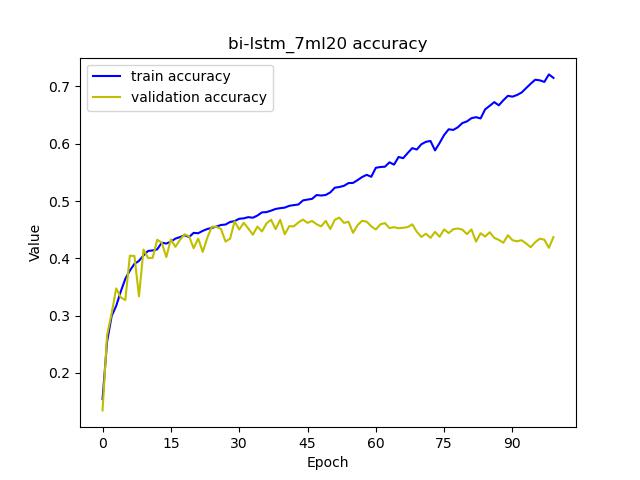 bi-lstm_7ml20 accuracy
train accuracy
validation accuracy
0.7
0.6
0.5
0.4
0.3
0.2
Value
0 15 30 45 60 75 90
Epoch